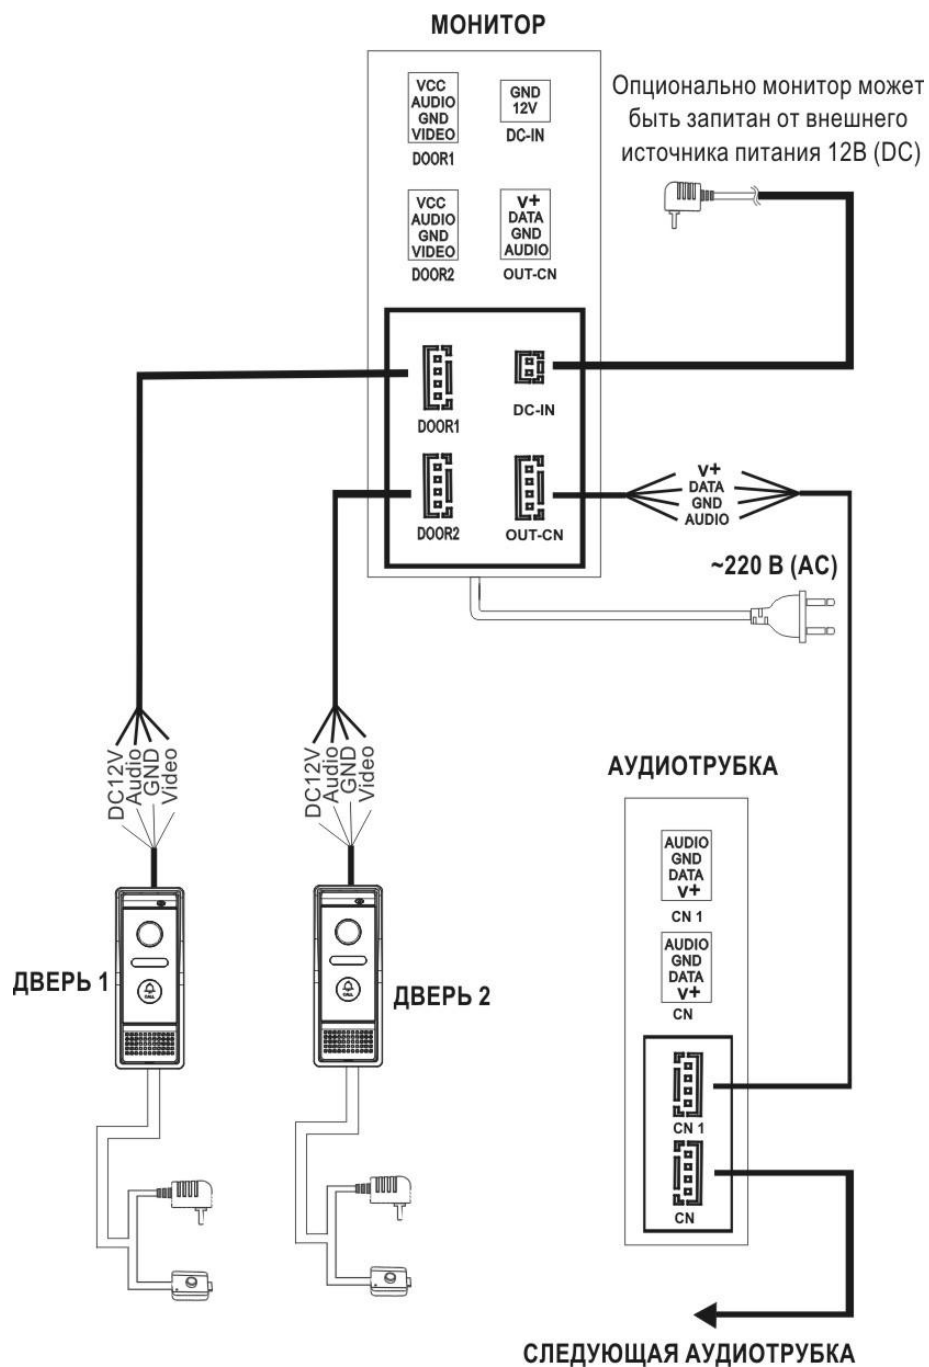 МОНИТОР
VCC
AUDIO
GND
VIDEO
DOOR1
GND
12V
DC-IN
Опционально монитор может
быть запитан от внешнего
источника питания 12В (DC)
VCC
AUDIO
GND
VIDEO
DOOR2
V+
DATA
GND
AUDIO
OUT-CN
DOOR1
DC-IN
DOOR2
OUT-CN
V+
DATA
GND
AUDIO
~220 В (AC)
DC12V
Audio
GND
Video
DC12V
Audio
GND
Video
АУДИОТРУБКА
AUDIO
GND
DATA
V+
CN 1
AUDIO
GND
DATA
V+
CN
ДВЕРЬ 1
CALL
ДВЕРЬ 2
CALL
CN 1
CN
СЛЕДУЮЩАЯ АУДИОТРУБКА